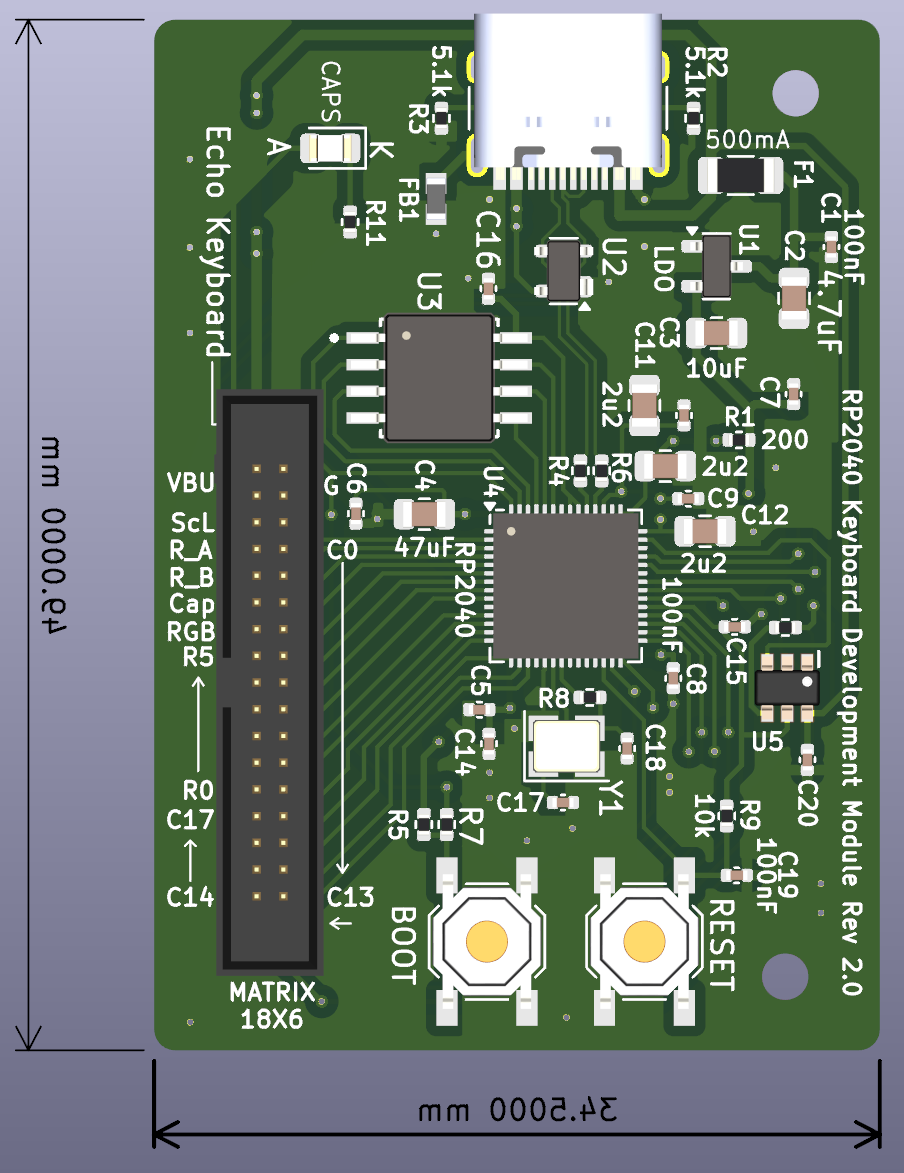 5.1k
R3
CAPS
A
K
5.1k
R2
500mA
F1
Echo Keyboard
FB1
R11
C16
U2
LDO
U1
C2
C1
100nF
4.7uF
U3
C11
C3
10uF
2u2
C7
R1
200
RP2040 Keyboard Development Module Rev 2.0
VBU
G
C6
C4
U4
R4
R6
2u2
C9
C12
ScL
R_A
C0
47uF
2u2
R_B
Cap
RGB
R5
RP2040
100nF
C15
C5
R8
C8
U5
C14
C18
R0
C17
C17
Y1
C20
R5
R7
10k
R9
100nF
C19
C14
C13
BOOT
RESET
MATRIX
18X6
49.0000 mm
34.5000 mm